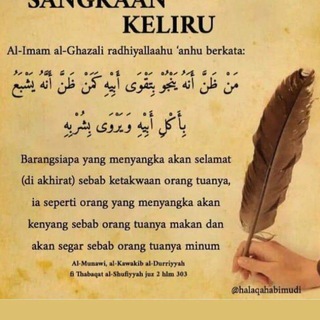 SANGKAAN
KELIRU
Al-Imam al-Ghazali radhiyallaahu 'anhu berkata:
مَنْ ظَنَّ أَنَّهُ يَنْجُوْ بِتَقْوَى أَبِيْهِ كَمَنْ ظَنَّ أَنَّهُ يَشْبَعُ
بِأَكْلِ أَبِيْهِ وَيَرْوَى بِشُرْبِهِ
Barangsiapa yang menyangka akan selamat
(di akhirat) sebab ketakwaan orang tuanya,
ia seperti orang yang menyangka akan
kenyang sebab orang tuanya makan dan
akan segar sebab orang tuanya minum
Al-Munawi, al-Kawakib al-Durriyyah
fi Thabaqat al-Shufiyyah juz 2 hlm 303
@halaqahabimudi